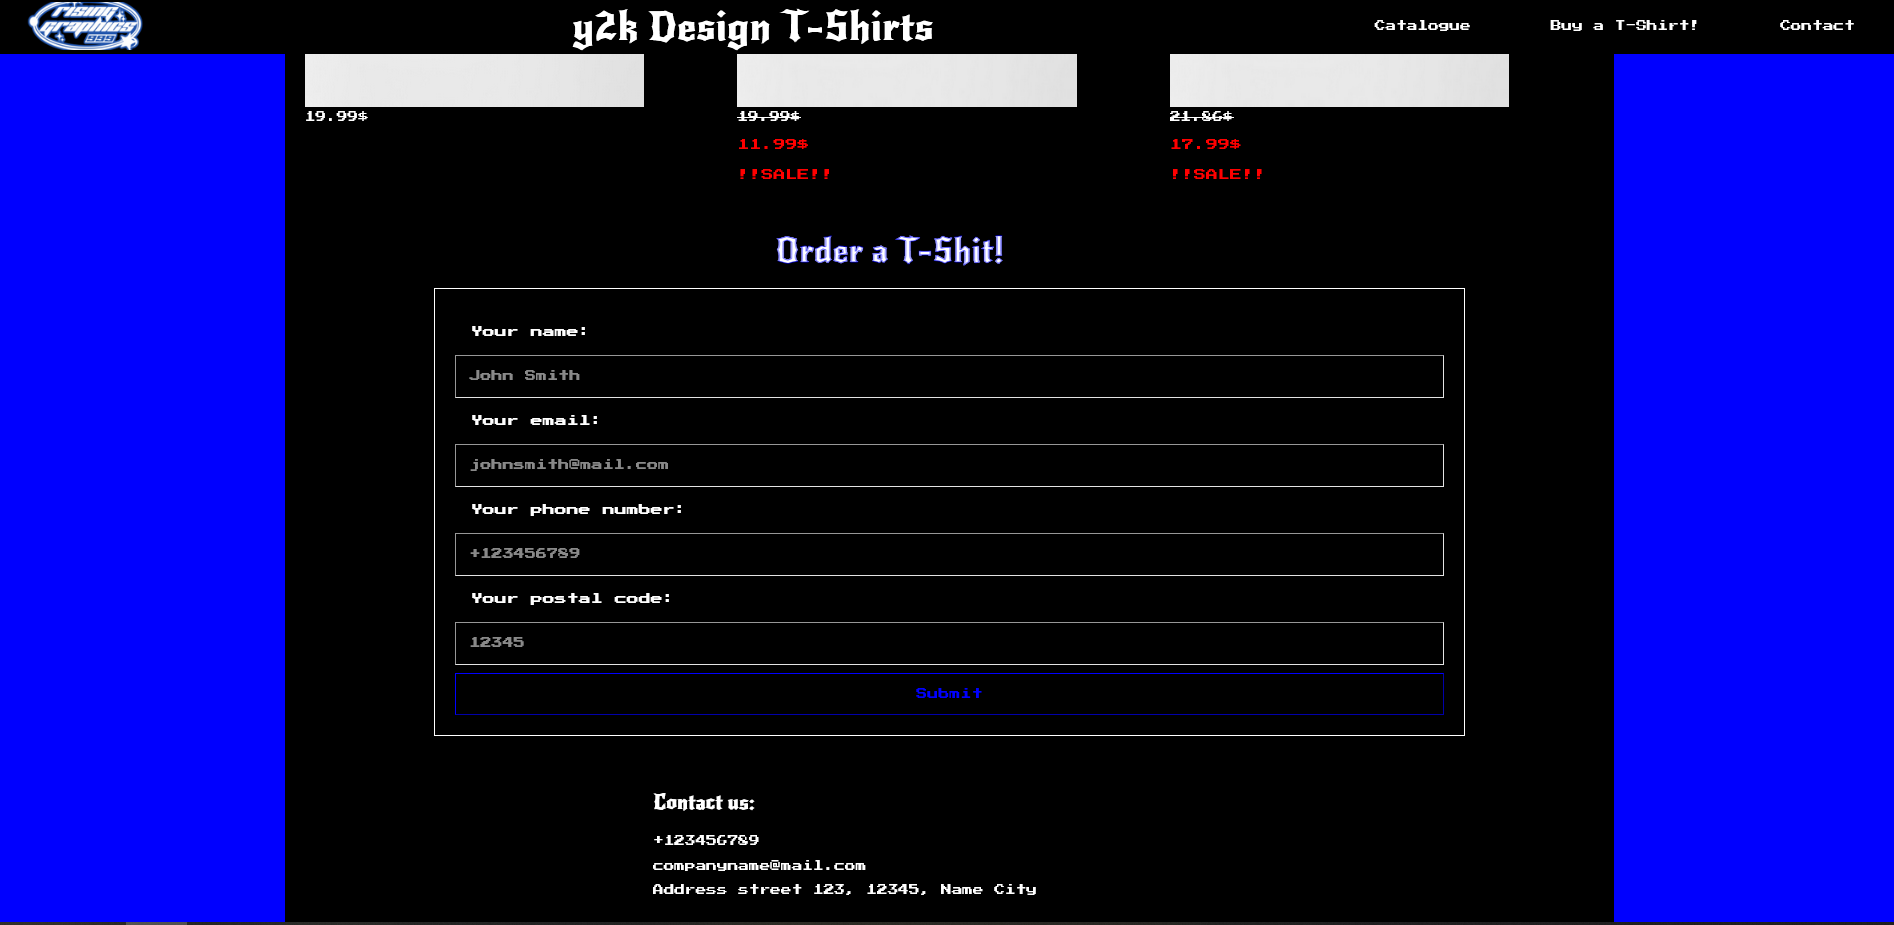 rising
graphics
999
y2k Design T-Shirts
Catalogue
Buy a T-Shirt!
Contact
19.99$
19.99$
21.86$
11.99$
17.99$
!!SALE!!
!!SALE!!
Order a T-Shit!
Your name:
John Smith
Your email:
johnsmith@mail.com
Your phone number:
+123456789
Your postal code:
12345
Submit
Contact us:
+123456789
companyname@mail.com
Address street 123, 12345, Name City